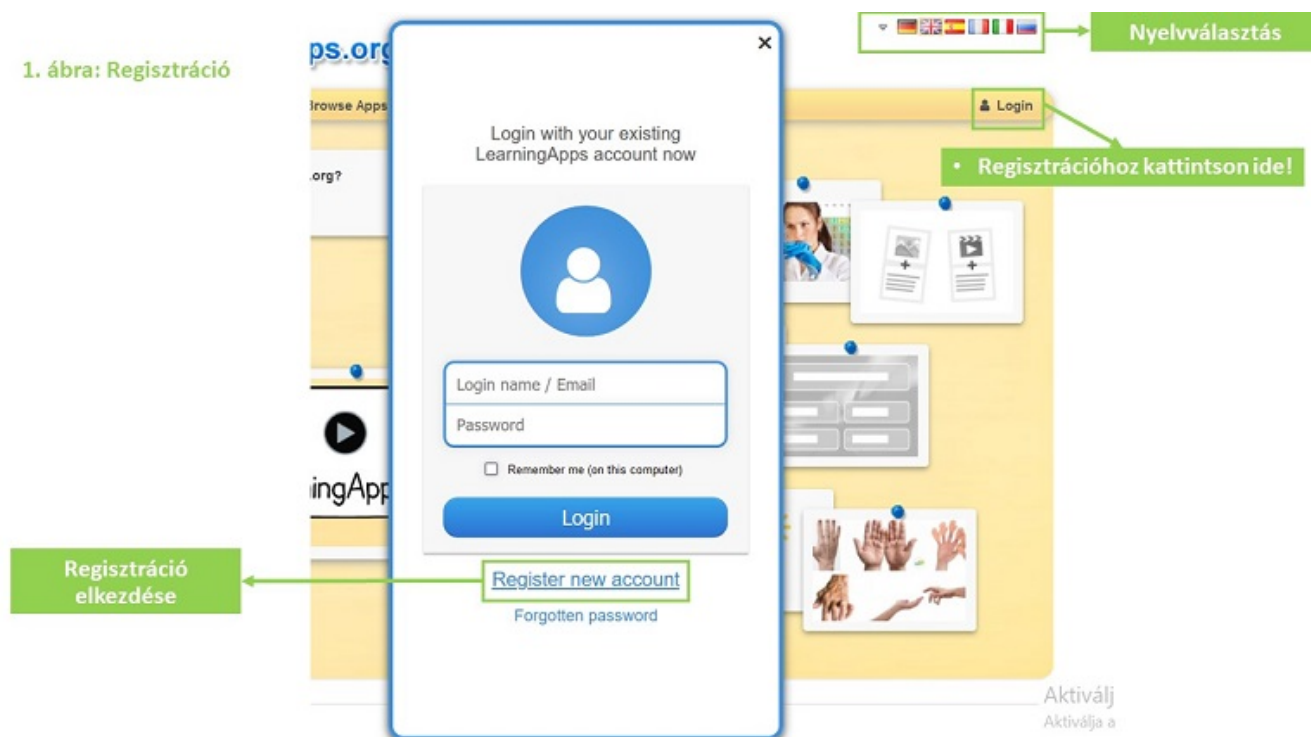 Nyelvválasztás
ps.org
1. ábra: Regisztráció
Browse Apps
Login
Login with your existing
LearningApps account now
• Regisztrációhoz kattintson ide!
.org?
Login name / Email
Password
Remember me (on this computer)
ingApp
Login
Regisztráció
elkezdése
Register new account
Forgotten password
Aktiválj
Aktiválja a